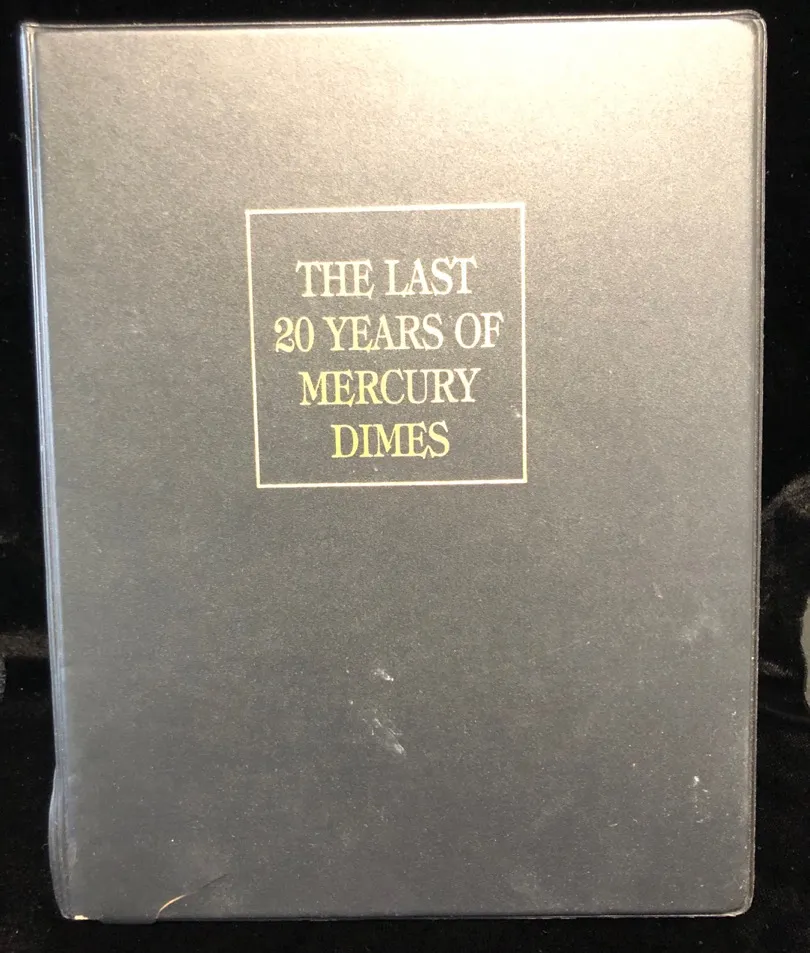 THE LAST
20 YEARS OF
MERCURY
DIMES